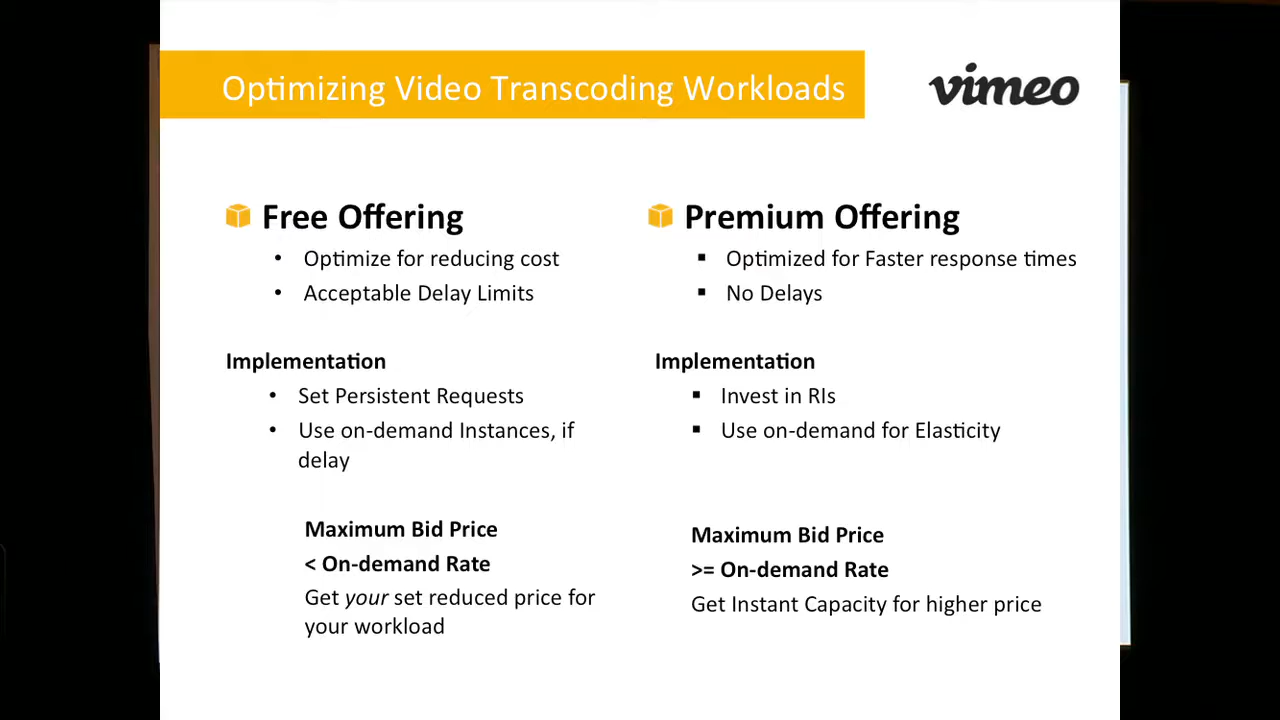 Optimizing Video Transcoding Workloads
vimeo
Free Offering
• Optimize for reducing cost
• Acceptable Delay Limits
Implementation
• Set Persistent Requests
• Use on-demand Instances, if
delay
Maximum Bid Price
< On-demand Rate
Get your set reduced price for
your workload
Premium Offering
▪ Optimized for Faster response times
▪ No Delays
Implementation
▪ Invest in RIs
▪ Use on-demand for Elasticity
Maximum Bid Price
>= On-demand Rate
Get Instant Capacity for higher price